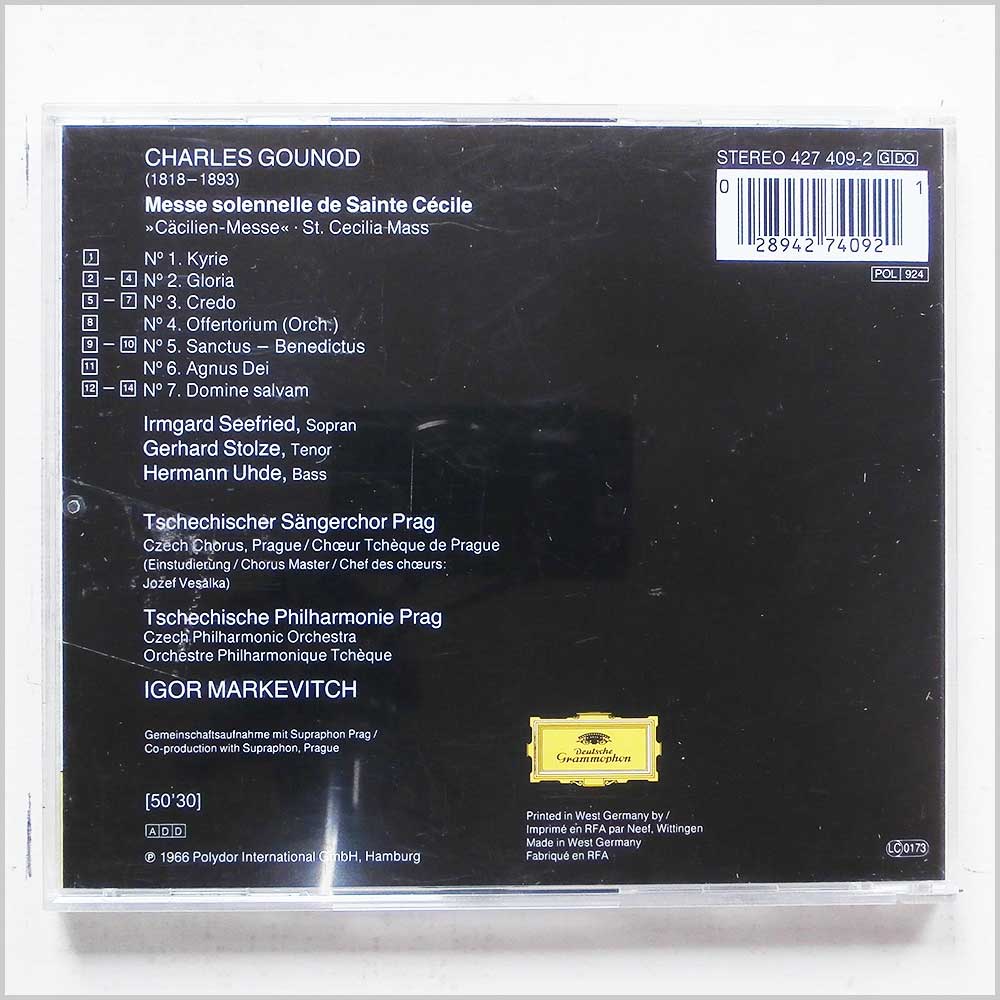 CHARLES GOUNOD
(1818–1893)
Messe solennelle de Sainte Cécile
»Cäcilien-Messe« · St. Cecilia Mass
1 Nº 1. Kyrie
2 – 4 Nº 2. Gloria
5 – 7 Nº 3. Credo
8 Nº 4. Offertorium (Orch.)
9 – 10 Nº 5. Sanctus – Benedictus
11 Nº 6. Agnus Dei
12 – 14 Nº 7. Domine salvam
Irmgard Seefried, Sopran
Gerhard Stolze, Tenor
Hermann Uhde, Bass
Tschechischer Sängerchor Prag
Czech Chorus, Prague / Chœur Tchèque de Prague
(Einstudierung / Chorus Master / Chef des chœurs:
Jozef Vesalka)
Tschechische Philharmonie Prag
Czech Philharmonic Orchestra
Orchestre Philharmonique Tchèque
IGOR MARKEVITCH
Gemeinschaftsaufnahme mit Supraphon Prag /
Co-production with Supraphon, Prague
[50'30]
ADD
℗ 1966 Polydor International GmbH, Hamburg
STEREO 427 409-2 G DO
0 1
28942 74092
POL 924
Deutsche
Grammophon
Printed in West Germany by /
Imprimé en RFA par Neef, Wittingen
Made in West Germany
Fabriqué en RFA
LC 0173